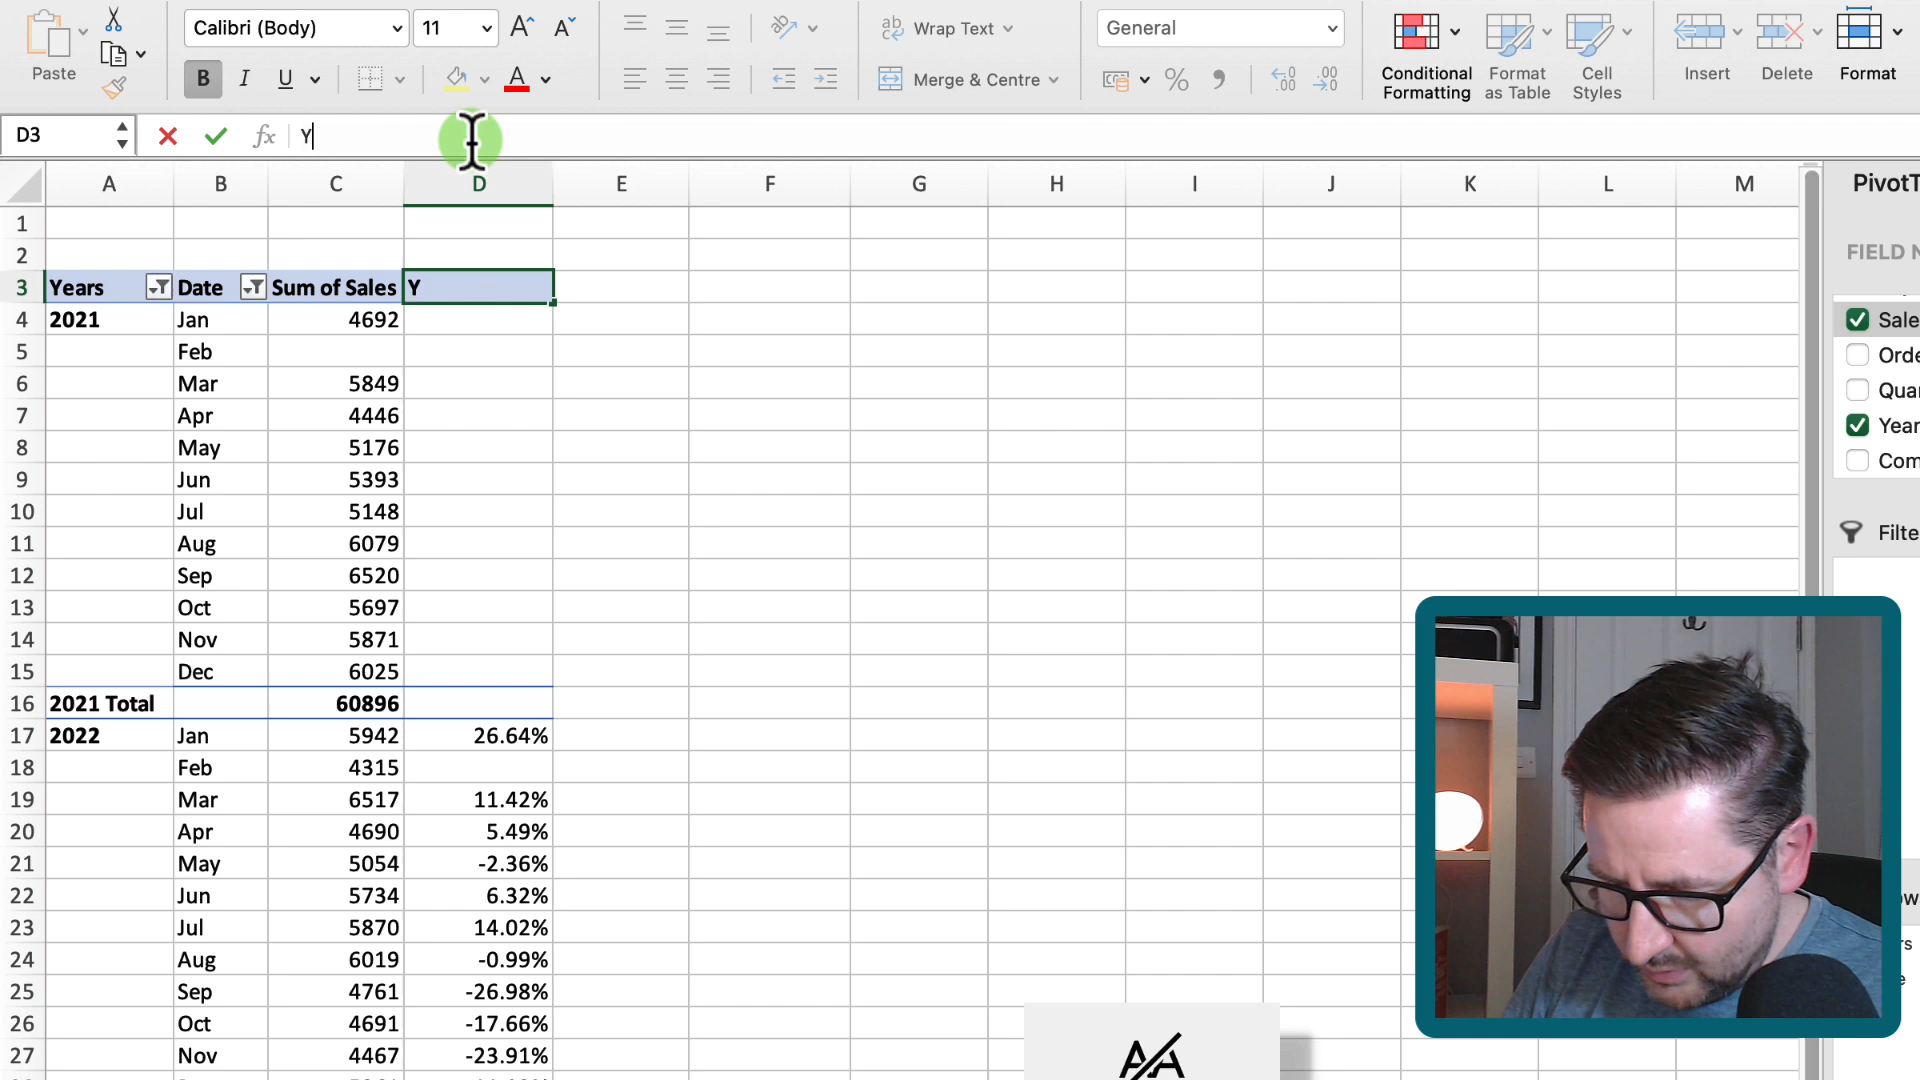 Calibri (Body) 11 A A ab Wrap Text General
Paste B I U A Merge & Centre % Conditional Formatting Format as Table Cell Styles Insert Delete Format
D3 fx Y
A B C D E F G H I J K L M PivotT
1
2 FIELD N
3 Years Date Sum of Sales Y
4 2021 Jan 4692 Sale
5 Feb Orde
6 Mar 5849 Quar
7 Apr 4446 Year
8 May 5176 Com
9 Jun 5393
10 Jul 5148 Filte
11 Aug 6079
12 Sep 6520
13 Oct 5697
14 Nov 5871
15 Dec 6025
16 2021 Total 60896
17 2022 Jan 5942 26.64%
18 Feb 4315
19 Mar 6517 11.42%
20 Apr 4690 5.49%
21 May 5054 -2.36%
22 Jun 5734 6.32%
23 Jul 5870 14.02%
24 Aug 6019 -0.99%
25 Sep 4761 -26.98%
26 Oct 4691 -17.66%
27 Nov 4467 -23.91%